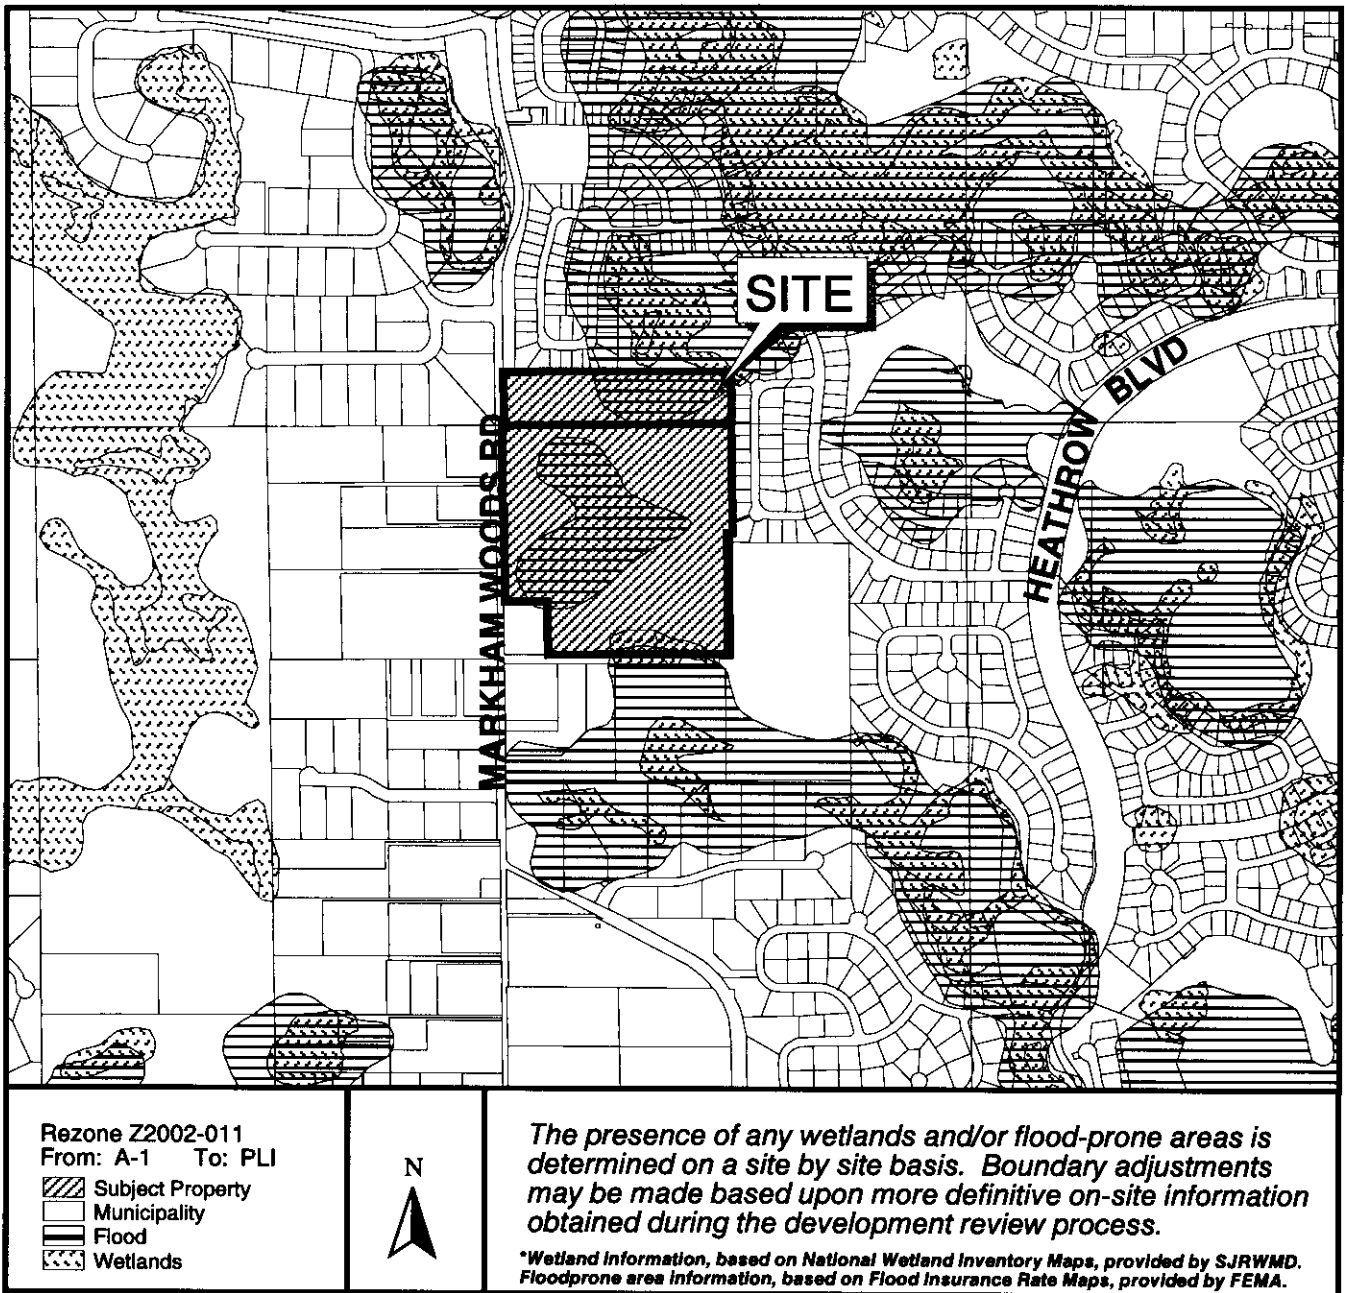 SITE
HEATHROW BLVD
MARKHAM WOODS RD
Rezone Z2002-011
From: A-1 To: PLI
Subject Property
Municipality
Flood
Wetlands
N
The presence of any wetlands and/or flood-prone areas is
determined on a site by site basis. Boundary adjustments
may be made based upon more definitive on-site information
obtained during the development review process.
*Wetland information, based on National Wetland Inventory Maps, provided by SJRWMD.
Floodprone area information, based on Flood Insurance Rate Maps, provided by FEMA.